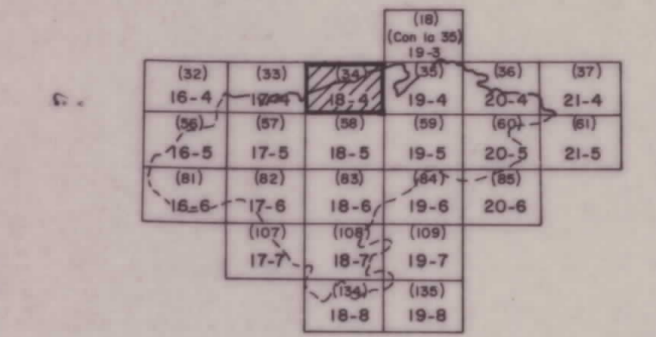 (18)
(Con la 35)
19-3
(32) (33) (34) (35) (36) (37)
16-4 17-4 18-4 19-4 20-4 21-4
(56) (57) (58) (59) (60) (61)
16-5 17-5 18-5 19-5 20-5 21-5
(81) (82) (83) (84) (85)
16-6 17-6 18-6 19-6 20-6
(107) (108) (109)
17-7 18-7 19-7
(134) (135)
18-8 19-8